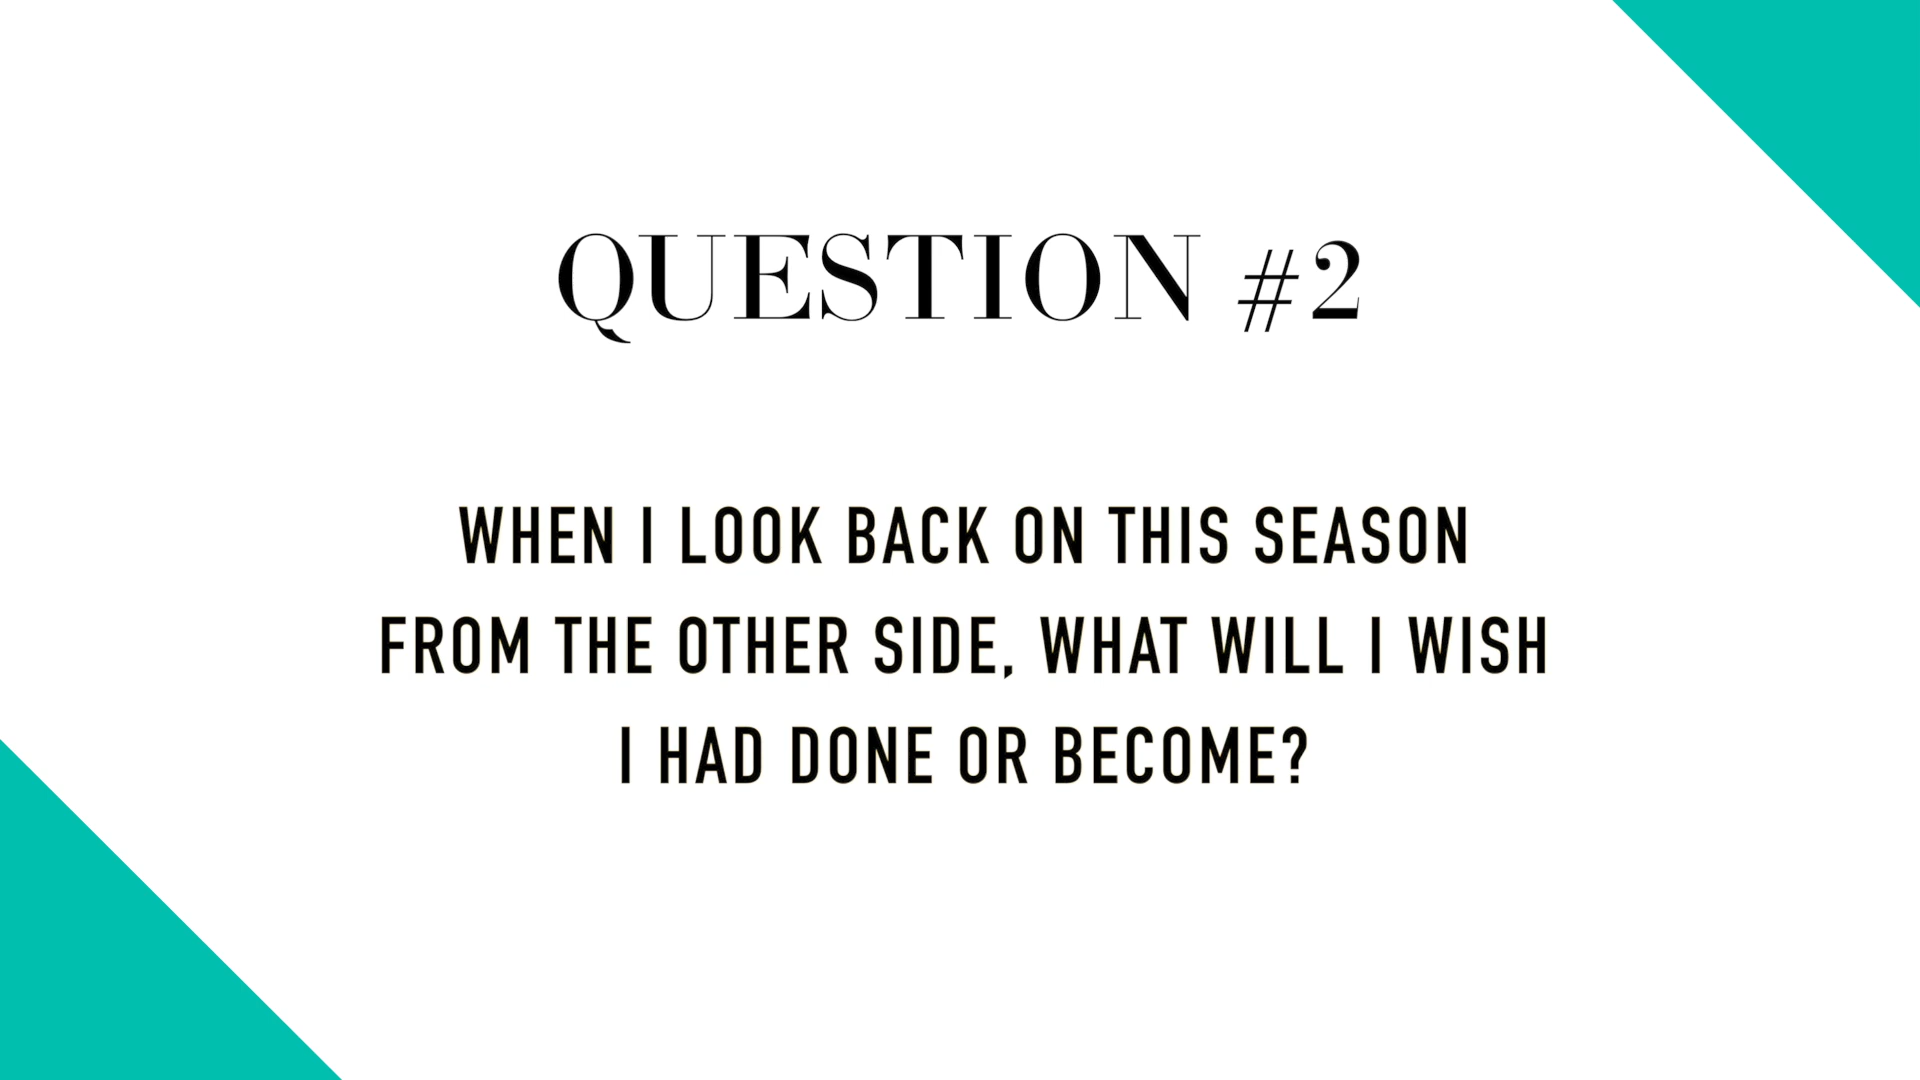 QUESTION #2
WHEN I LOOK BACK ON THIS SEASON
FROM THE OTHER SIDE, WHAT WILL I WISH
I HAD DONE OR BECOME?